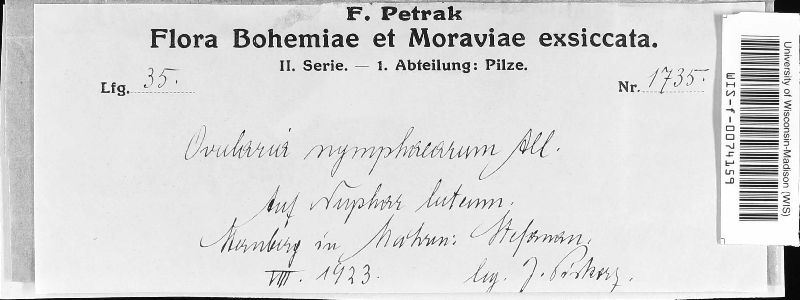 F. Petrak
Flora Bohemiae et Moraviae exsiccata.
II. Serie. — 1. Abteilung: Pilze.
Lfg. 35. Nr. 1735.
Ovularia nymphaearum All.
Auf Nuphar luteum.
Sternberg in Mähren:
VIII. 1923. leg. J. Piskorz.
University of Wisconsin-Madison (WIS)
WIS-f-0074159